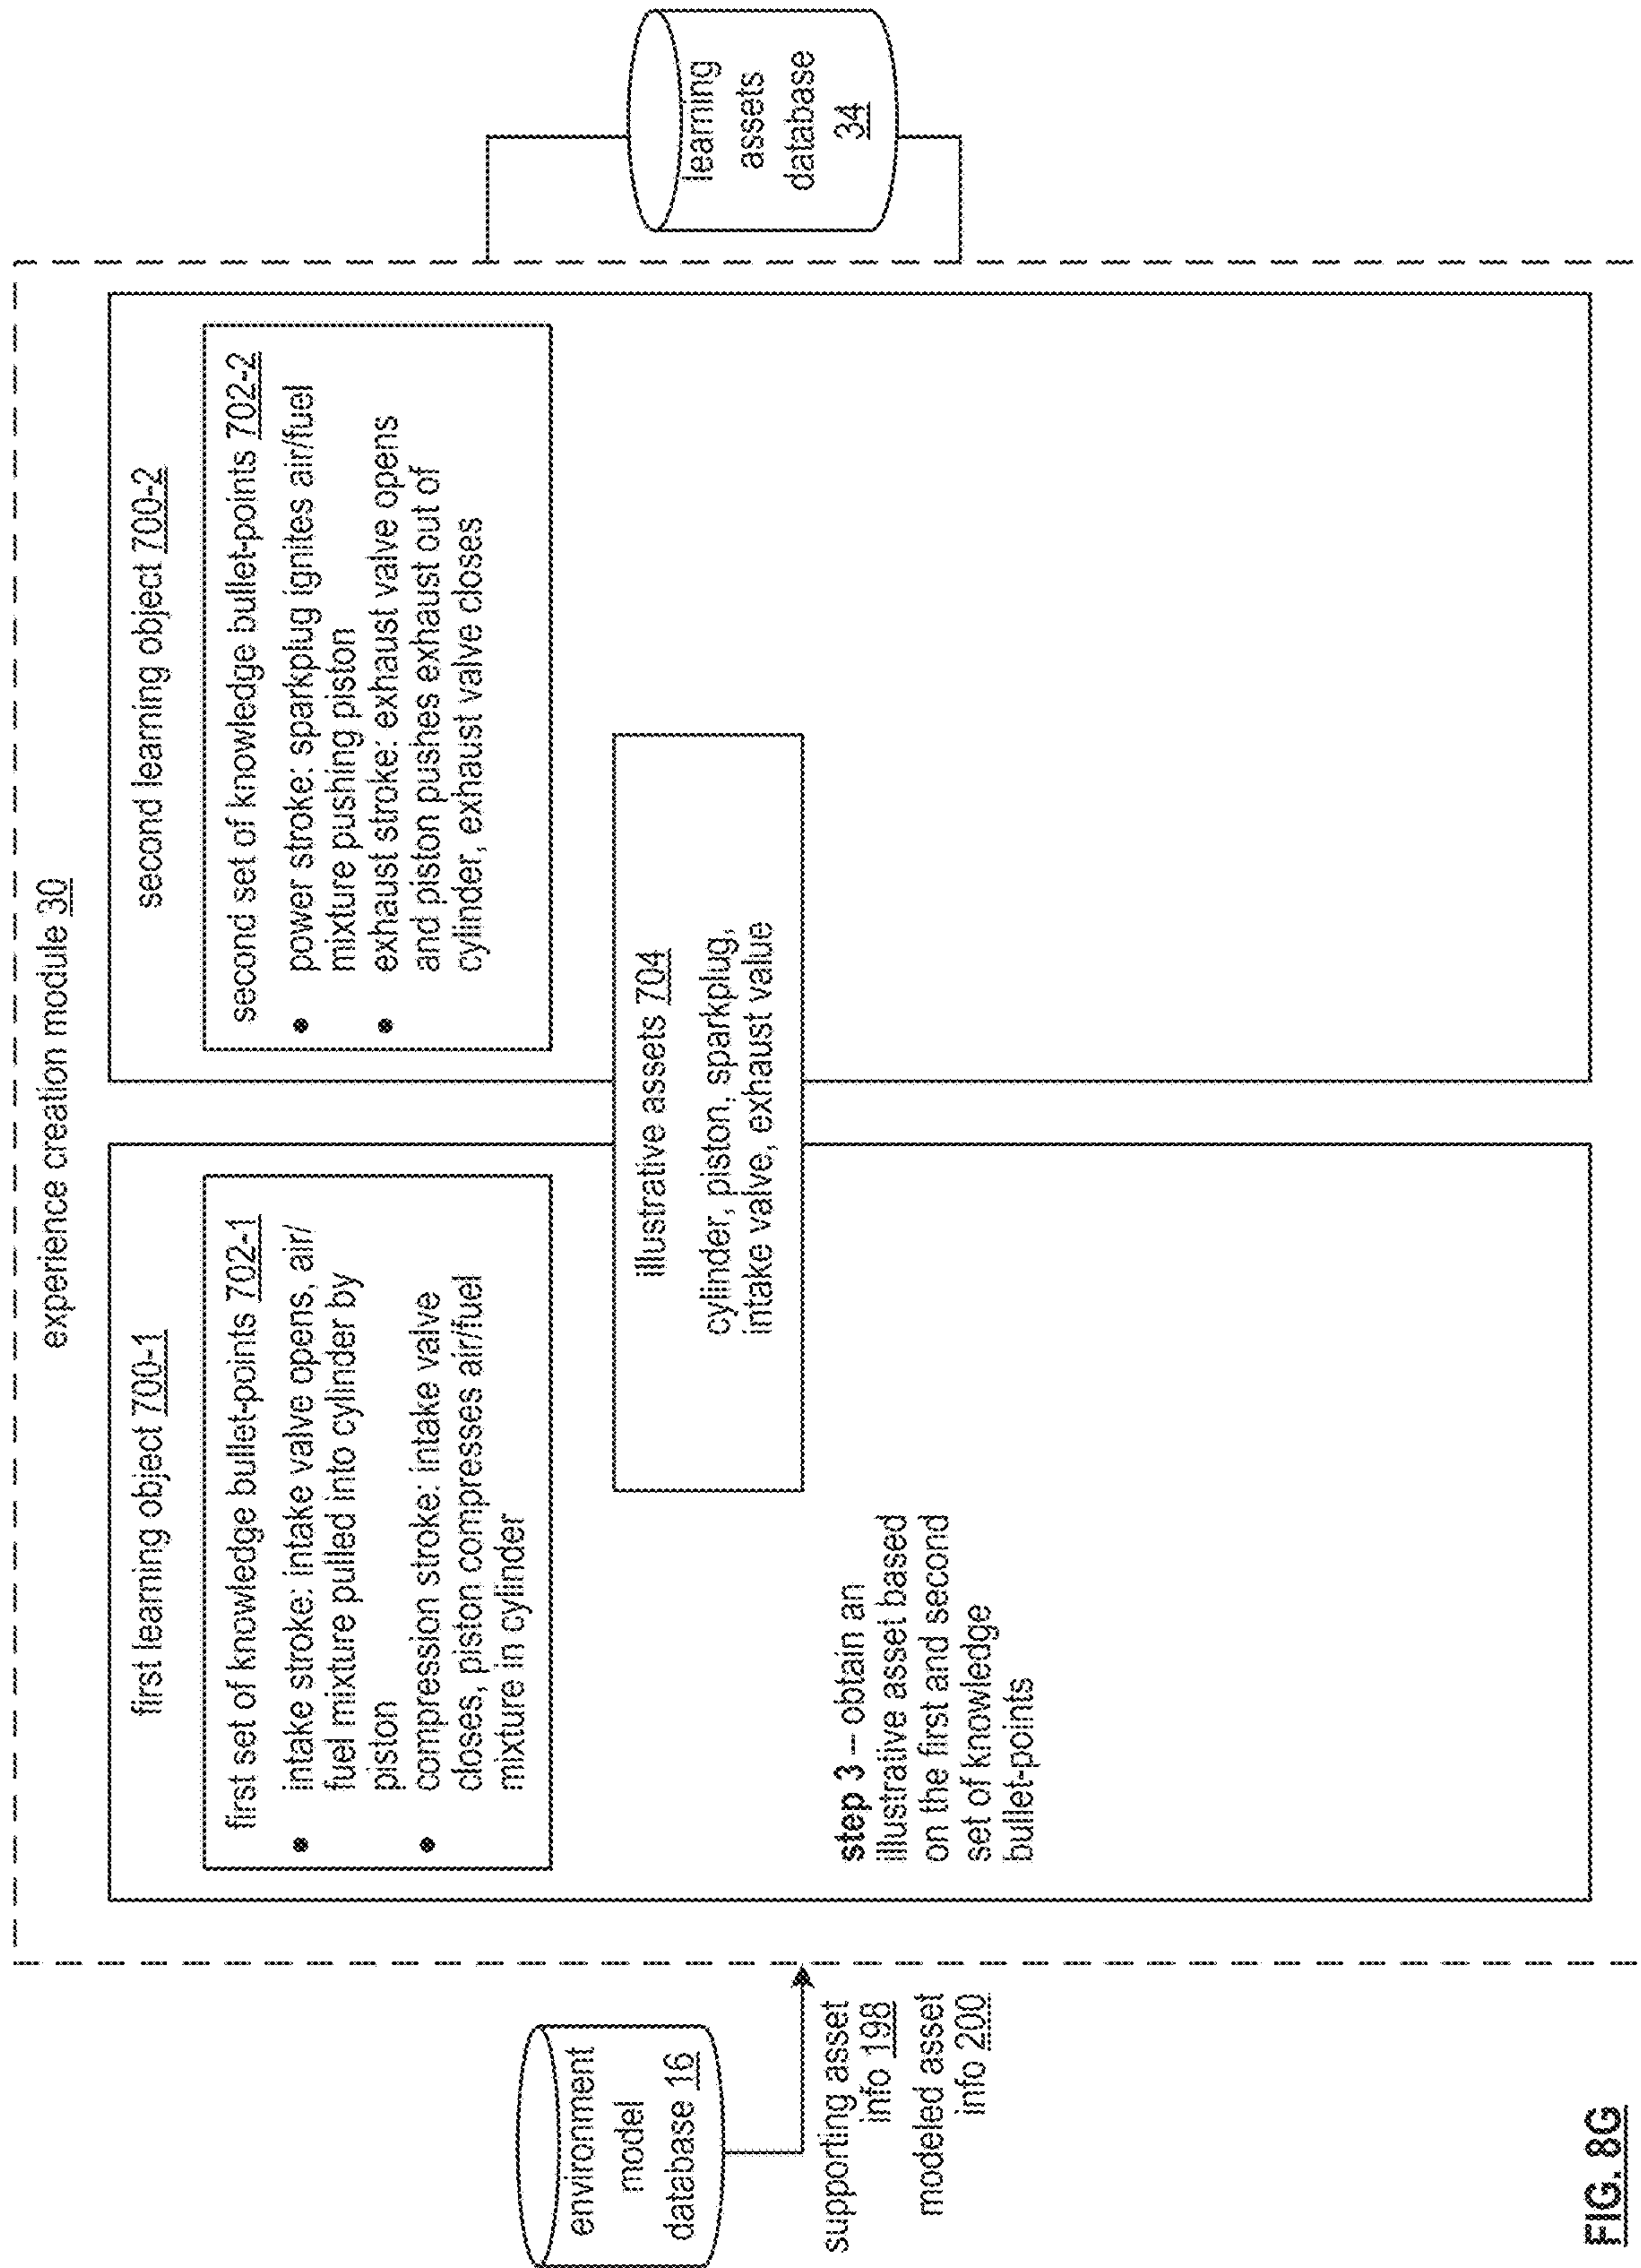 experience creation module 30
first learning object 700-1
first set of knowledge bullet-points 702-1
• intake stroke: intake valve opens, air/
fuel mixture pulled into cylinder by
piston
• compression stroke: intake valve
closes, piston compresses air/fuel
mixture in cylinder
second learning object 700-2
second set of knowledge bullet-points 702-2
• power stroke: sparkplug ignites air/fuel
mixture pushing piston
• exhaust stroke: exhaust valve opens
and piston pushes exhaust out of
cylinder, exhaust valve closes
illustrative assets 704
cylinder, piston, sparkplug,
intake valve, exhaust value
step 3 – obtain an
illustrative asset based
on the first and second
set of knowledge
bullet-points
environment
model
database 16
supporting asset
info 198
modeled asset
info 200
learning
assets
database
34
FIG. 8G